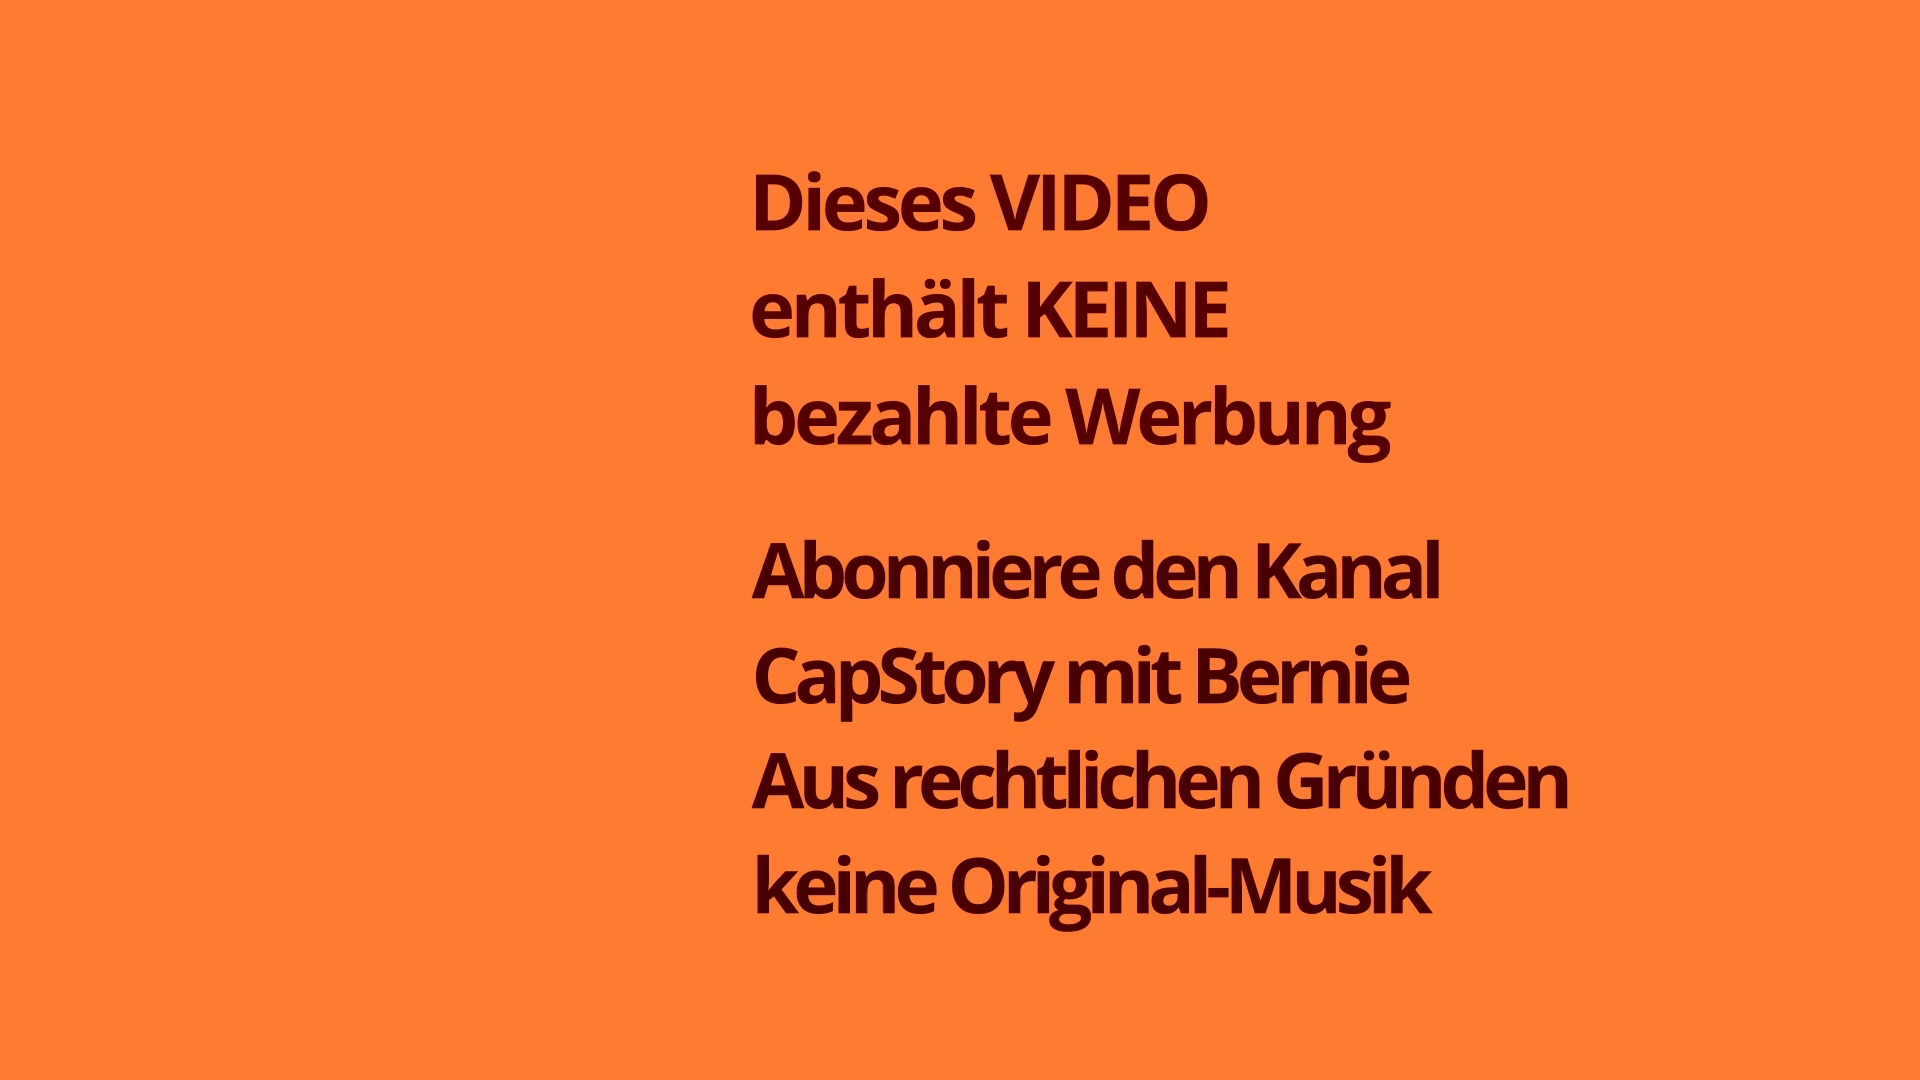 Dieses VIDEO
enthält KEINE
bezahlte Werbung
Abonniere den Kanal
CapStory mit Bernie
Aus rechtlichen Gründen
keine Original-Musik